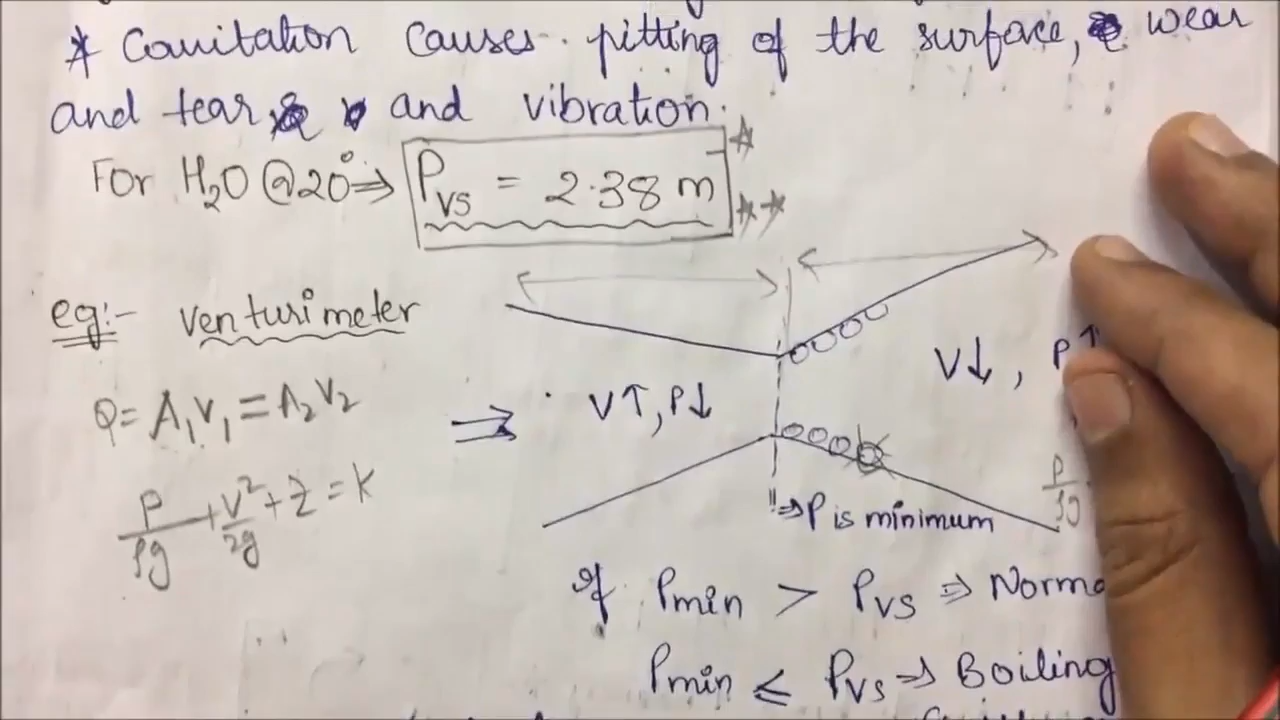 * Cavitation causes pitting of the surface, wear
and tear and vibration.
For H₂O @20° ⇒ Pvs = 2.38 m
eg:- Venturimeter
Q = A₁V₁ = A₂V₂
⇒ V↑, P↓
V↓, P↑
P/ρg + V²/2g + Z = K
P/ρg
⇒ P is minimum
If Pmin > Pvs ⇒ Norma
Pmin ≤ Pvs ⇒ Boiling